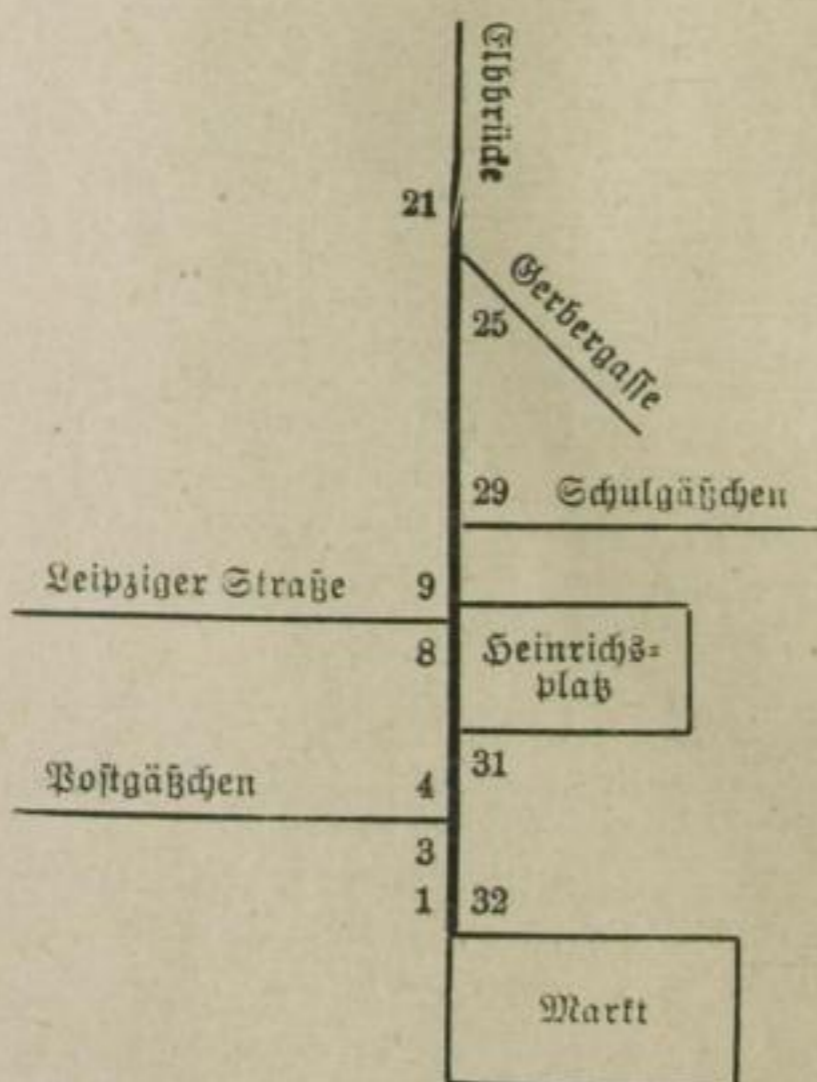 Elbbrücke
21
Gerbergasse
25
29 Schulgäßchen
Leipziger Straße 9
8 Heinrichs=
platz
31
Postgäßchen 4
3
1 32
Markt